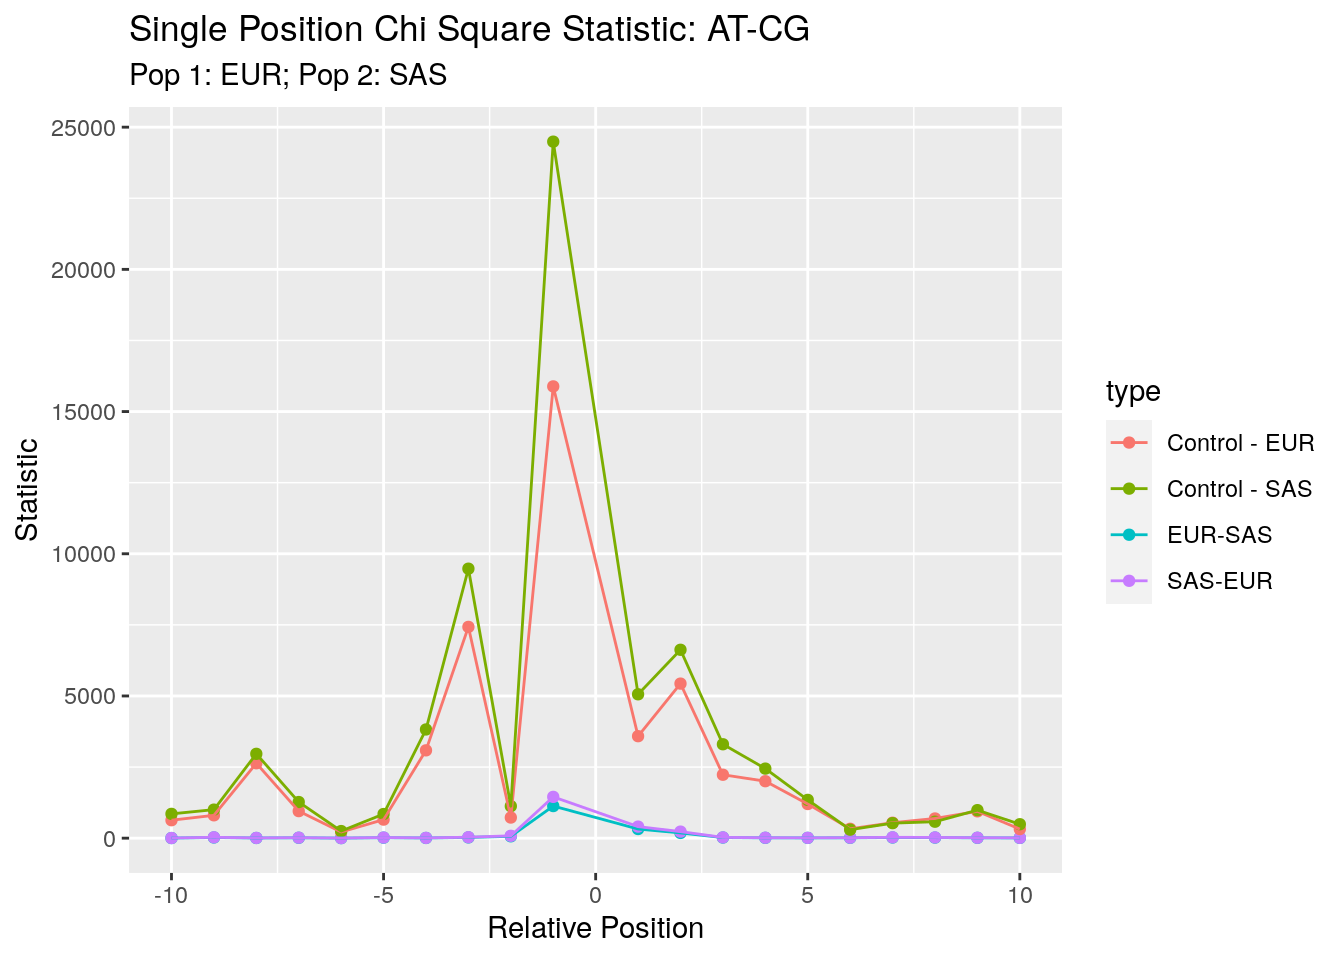 Single Position Chi Square Statistic: AT-CG
Pop 1: EUR; Pop 2: SAS
25000
20000
15000
10000
5000
0
Statistic
-10
-5
0
5
10
Relative Position
type
Control - EUR
Control - SAS
EUR-SAS
SAS-EUR